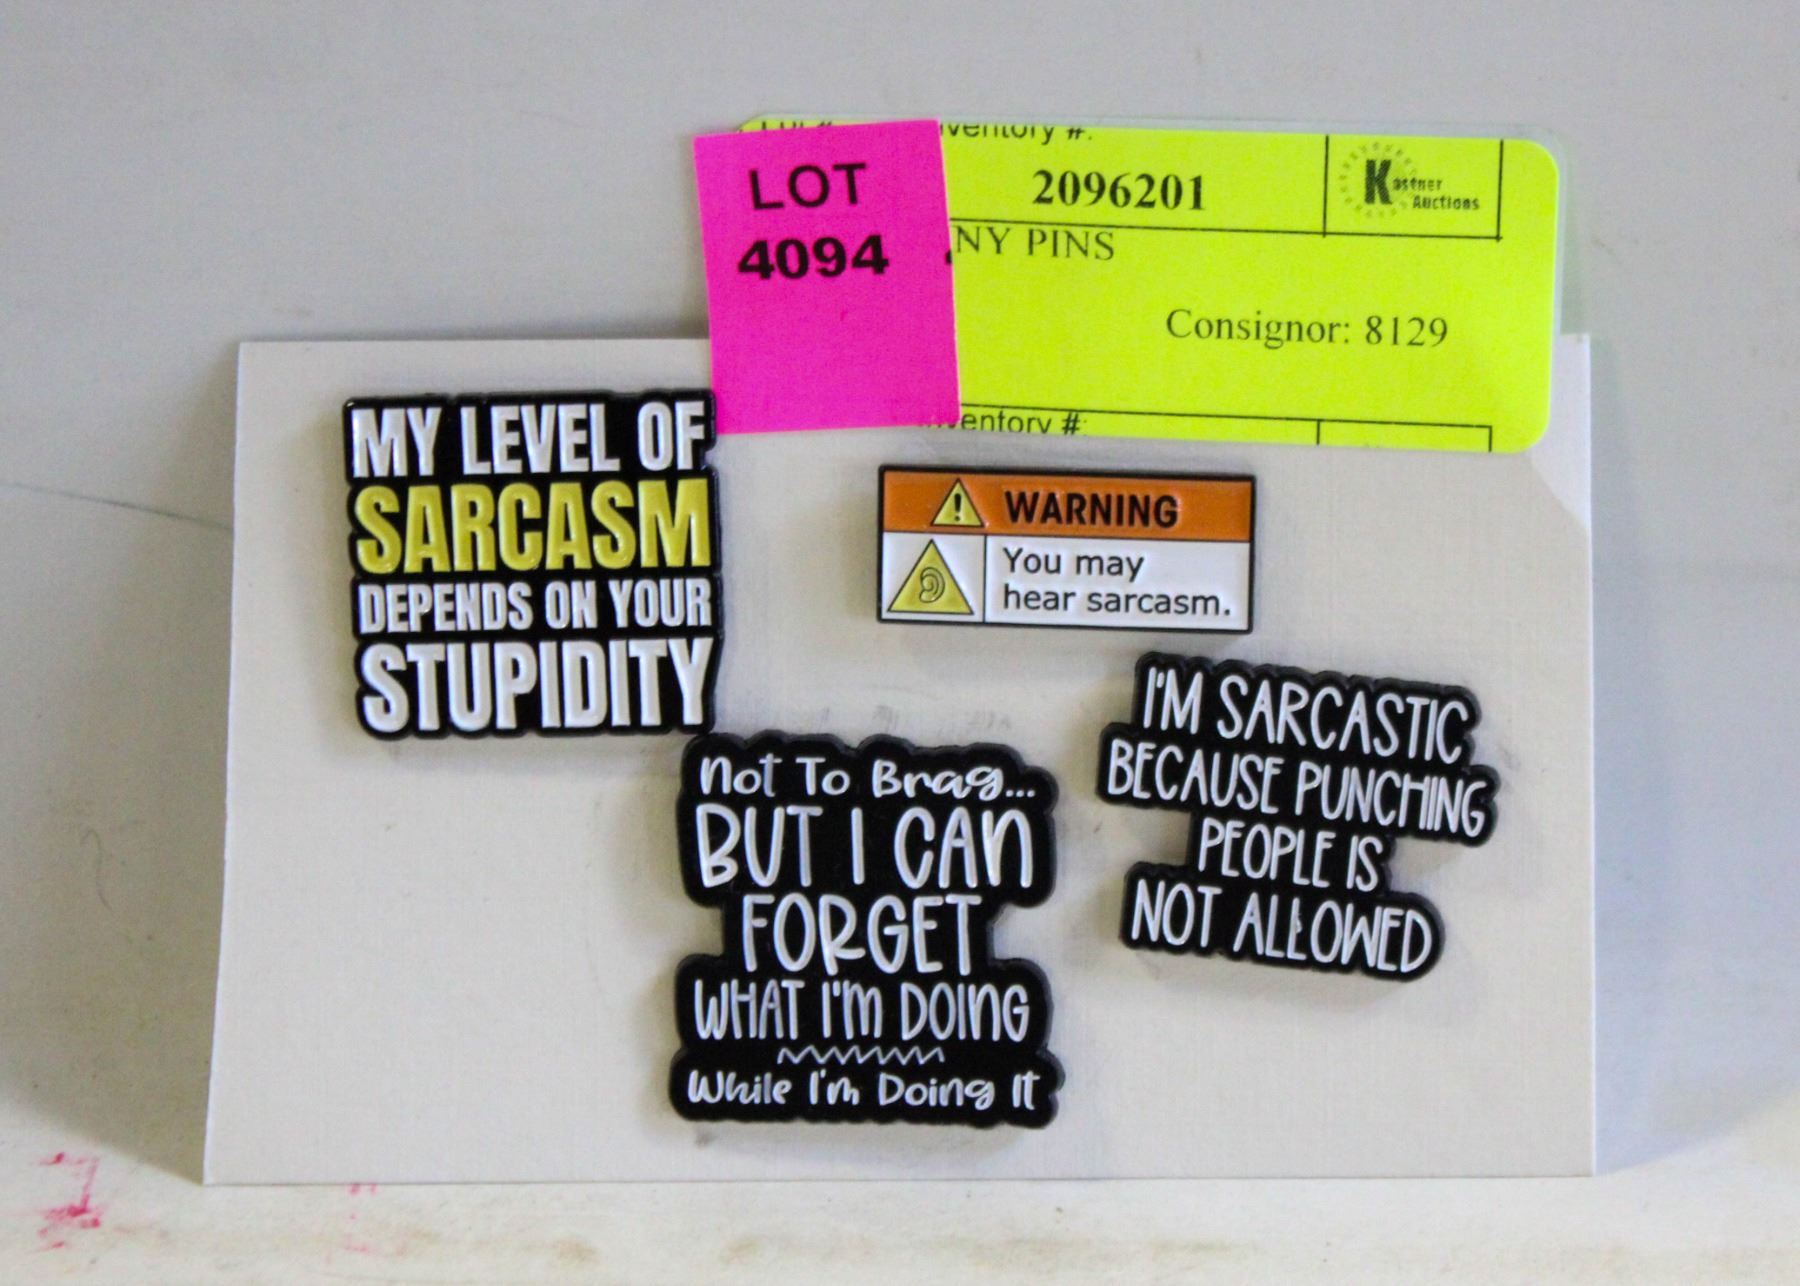 LOT
4094
Inventory #:
2096201
Kastner
Auctions
NY PINS
Consignor: 8129
Inventory #:
MY LEVEL OF
SARCASM
DEPENDS ON YOUR
STUPIDITY
! WARNING
You may
hear sarcasm.
I'M SARCASTIC
BECAUSE PUNCHING
PEOPLE IS
NOT ALLOWED
Not To Brag...
BUT I CAN
FORGET
WHAT I'M DOING
While I'm Doing It